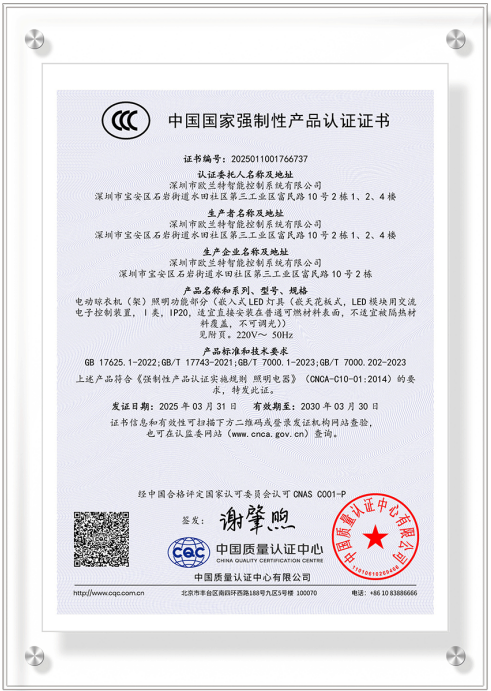 CCC
中国国家强制性产品认证证书
证书编号: 2025011001766737
认证委托人名称及地址
深圳市欧兰特智能控制系统有限公司
深圳市宝安区石岩街道水田社区第三工业区富民路10号2栋1、2、4楼
生产者名称及地址
深圳市欧兰特智能控制系统有限公司
深圳市宝安区石岩街道水田社区第三工业区富民路10号2栋1、2、4楼
生产企业名称及地址
深圳市欧兰特智能控制系统有限公司
深圳市宝安区石岩街道水田社区第三工业区富民路10号2栋
产品名称和系列、型号、规格
电动晾衣机（架）照明功能部分（嵌入式LED灯具（嵌天花板式, LED模块用交流
电子控制装置, Ⅰ类, IP20, 适宜直接安装在普通可燃材料表面, 不适宜被隔热材
料覆盖, 不可调光））
见附页。220V～ 50Hz
产品标准和技术要求
GB 17625.1-2022;GB/T 17743-2021;GB/T 7000.1-2023;GB/T 7000.202-2023
上述产品符合《强制性产品认证实施规则 照明电器》（CNCA-C10-01:2014）的要
求, 特发此证。
发证日期: 2025年03月31日 有效期至: 2030年03月30日
证书信息和有效性可扫描下方二维码或登录发证机构网站查验,
也可在认监委网站（www.cnca.gov.cn）查询。
经中国合格评定国家认可委员会认可 CNAS C001-P
签发: 谢肇煦
CQC 中国质量认证中心
CHINA QUALITY CERTIFICATION CENTRE
中国质量认证中心有限公司
中国质量认证中心有限公司
11010610200406
http://www.cqc.com.cn 北京市丰台区南四环西路188号九区5号楼 100070 电话: +86 10 83886666